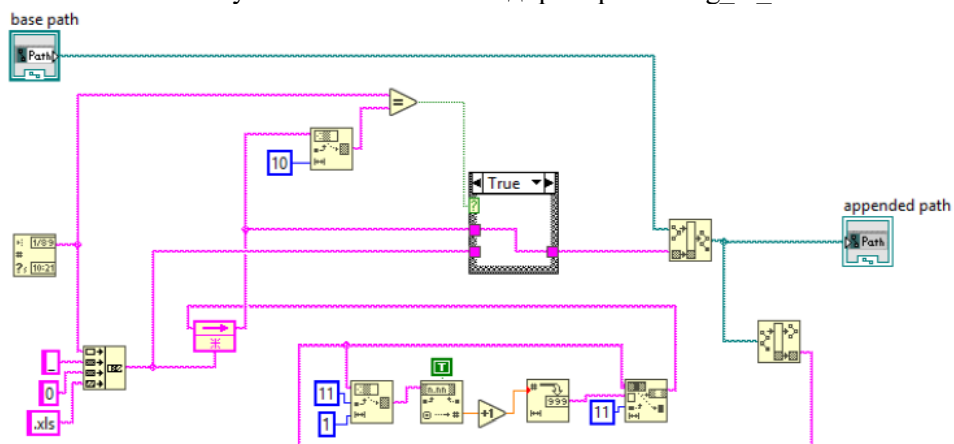 base path
Path
=
10
True
?
appended path
Path
1/89
#
10:21
_
0
.xls
T
11
1
+1
#
999
11